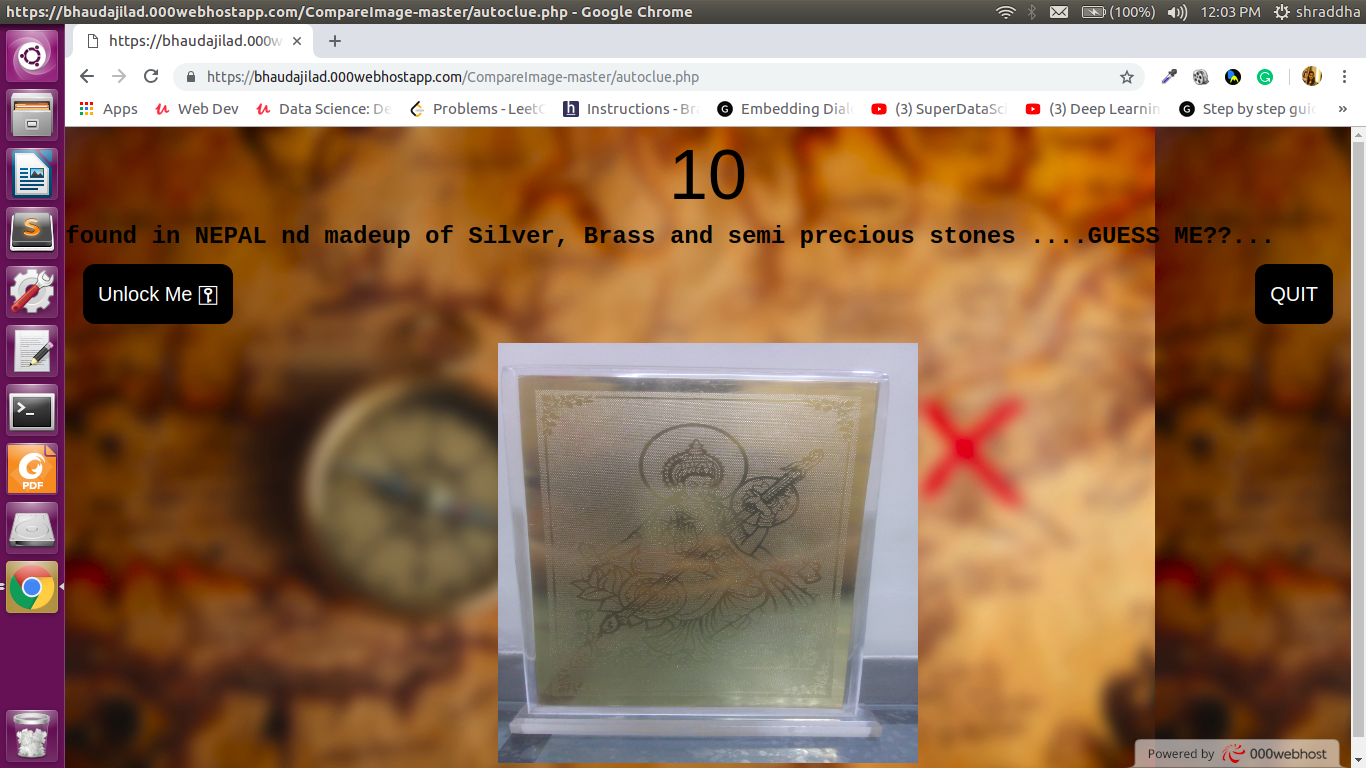 https://bhaudajilad.000webhostapp.com/CompareImage-master/autoclue.php - Google Chrome
(100%) 12:03 PM shraddha
https://bhaudajilad.000w
https://bhaudajilad.000webhostapp.com/CompareImage-master/autoclue.php
Apps Web Dev Data Science: De Problems - LeetC Instructions - Bra Embedding Dial (3) SuperDataSci (3) Deep Learnin Step by step guid »
10
found in NEPAL nd madeup of Silver, Brass and semi precious stones ....GUESS ME??...
Unlock Me
QUIT
PDF
Powered by 000webhost